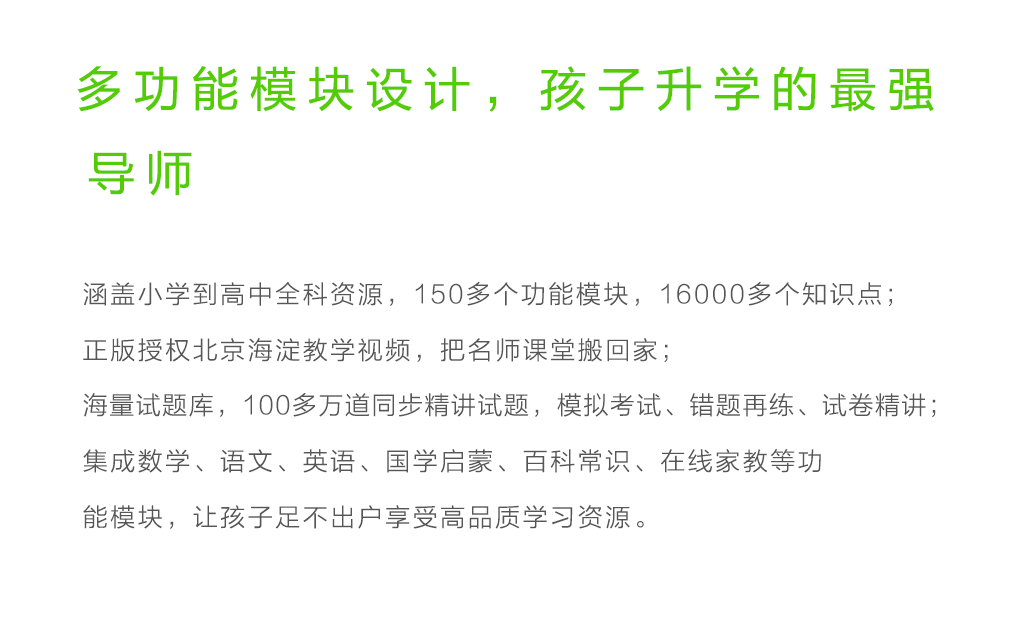 多功能模块设计，孩子升学的最强
导师
涵盖小学到高中全科资源，150多个功能模块，16000多个知识点；
正版授权北京海淀教学视频，把名师课堂搬回家；
海量试题库，100多万道同步精讲试题，模拟考试、错题再练、试卷精讲；
集成数学、语文、英语、国学启蒙、百科常识、在线家教等功
能模块，让孩子足不出户享受高品质学习资源。